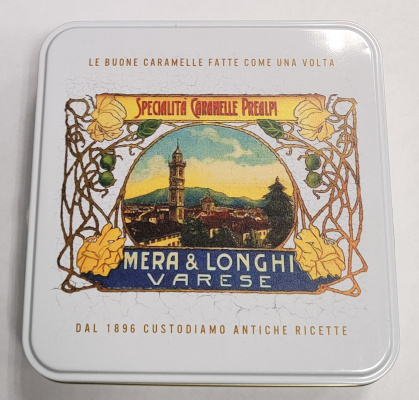 LE BUONE CARAMELLE FATTE COME UNA VOLTA
SPECIALITÀ CARAMELLE PREALPI
MERA & LONGHI
VARESE
DAL 1896 CUSTODIAMO ANTICHE RICETTE